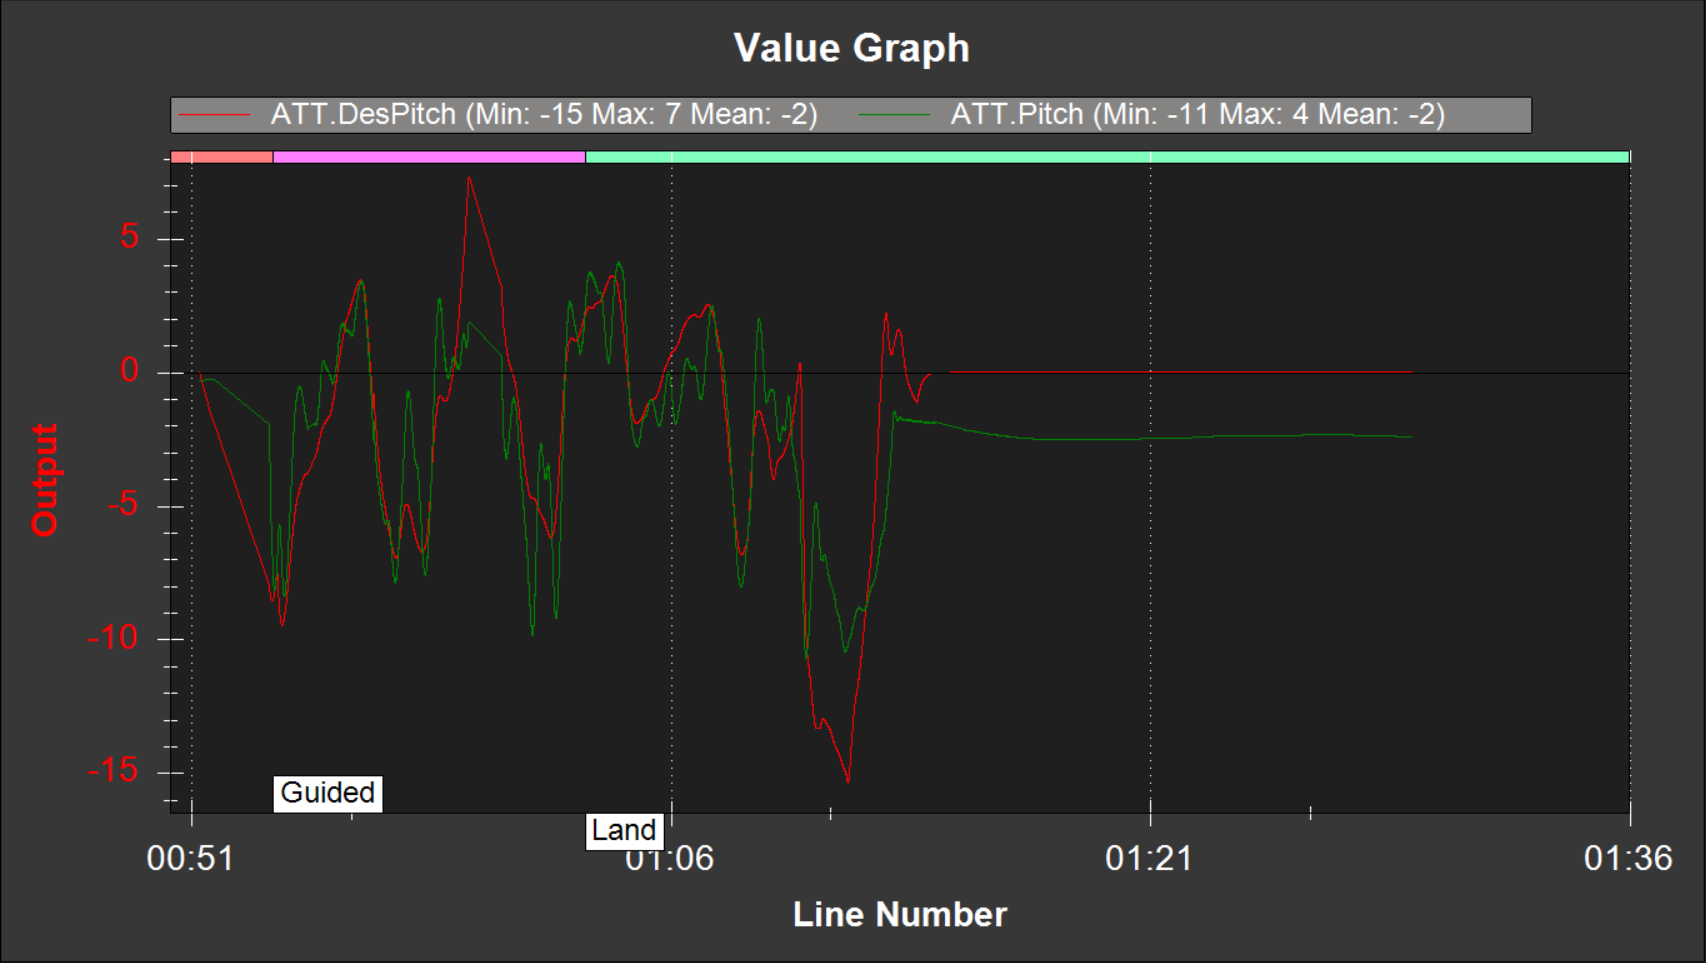 Value Graph
ATT.DesPitch (Min: -15 Max: 7 Mean: -2) ATT.Pitch (Min: -11 Max: 4 Mean: -2)
5
0
-5
-10
-15
Output
Guided
Land
00:51 01:06 01:21 01:36
Line Number